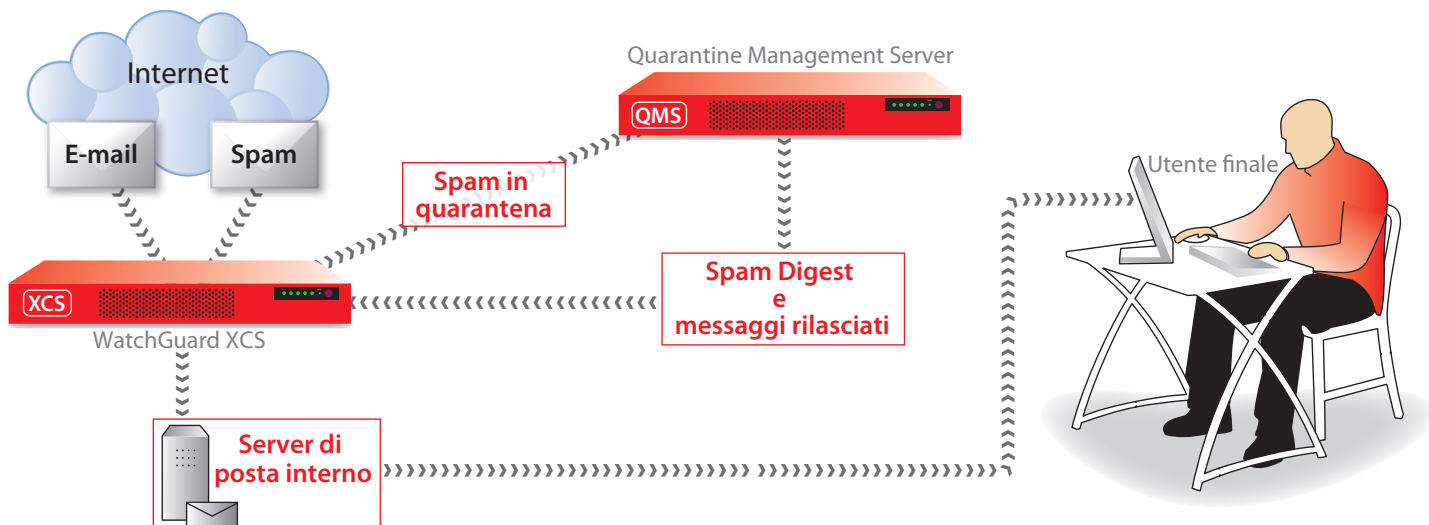 Internet
E-mail
Spam
Quarantine Management Server
QMS
Spam in
quarantena
Utente finale
Spam Digest
e
messaggi rilasciati
XCS
WatchGuard XCS
Server di
posta interno